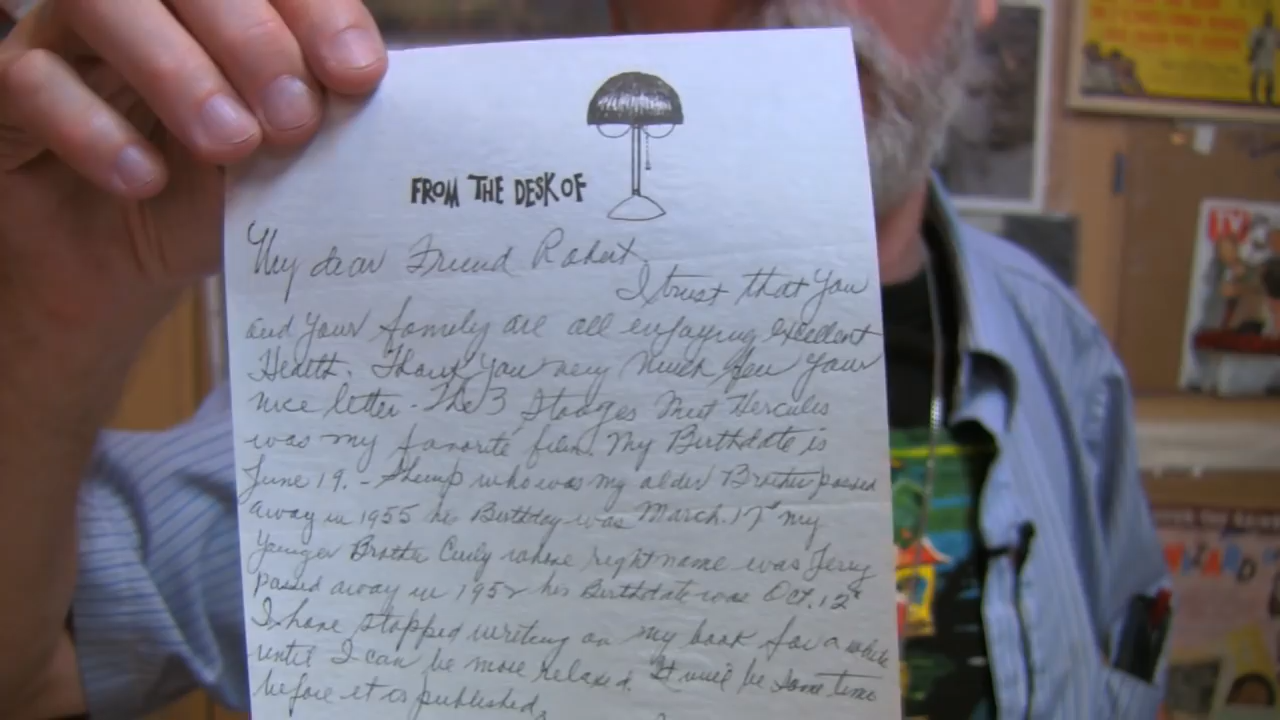 FROM THE DESK OF
My dear Friend Robert
I trust that You
and Your family are all enjoying excellent
Health. Thank You very much for Your
nice letter - The 3 Stooges Meet Hercules
was my favorite film. My Birthdate is
June 19. - Shemp who was my older Brother passed
away in 1955 his Birthday was March. 17th my
Younger Brother Curly whose right name was Jerry
passed away in 1952 his Birthdate was Oct. 12th
I have stopped writing on my book for a while
until I can be more relaxed. It will be some time
before it is published.
TV
WIZARD